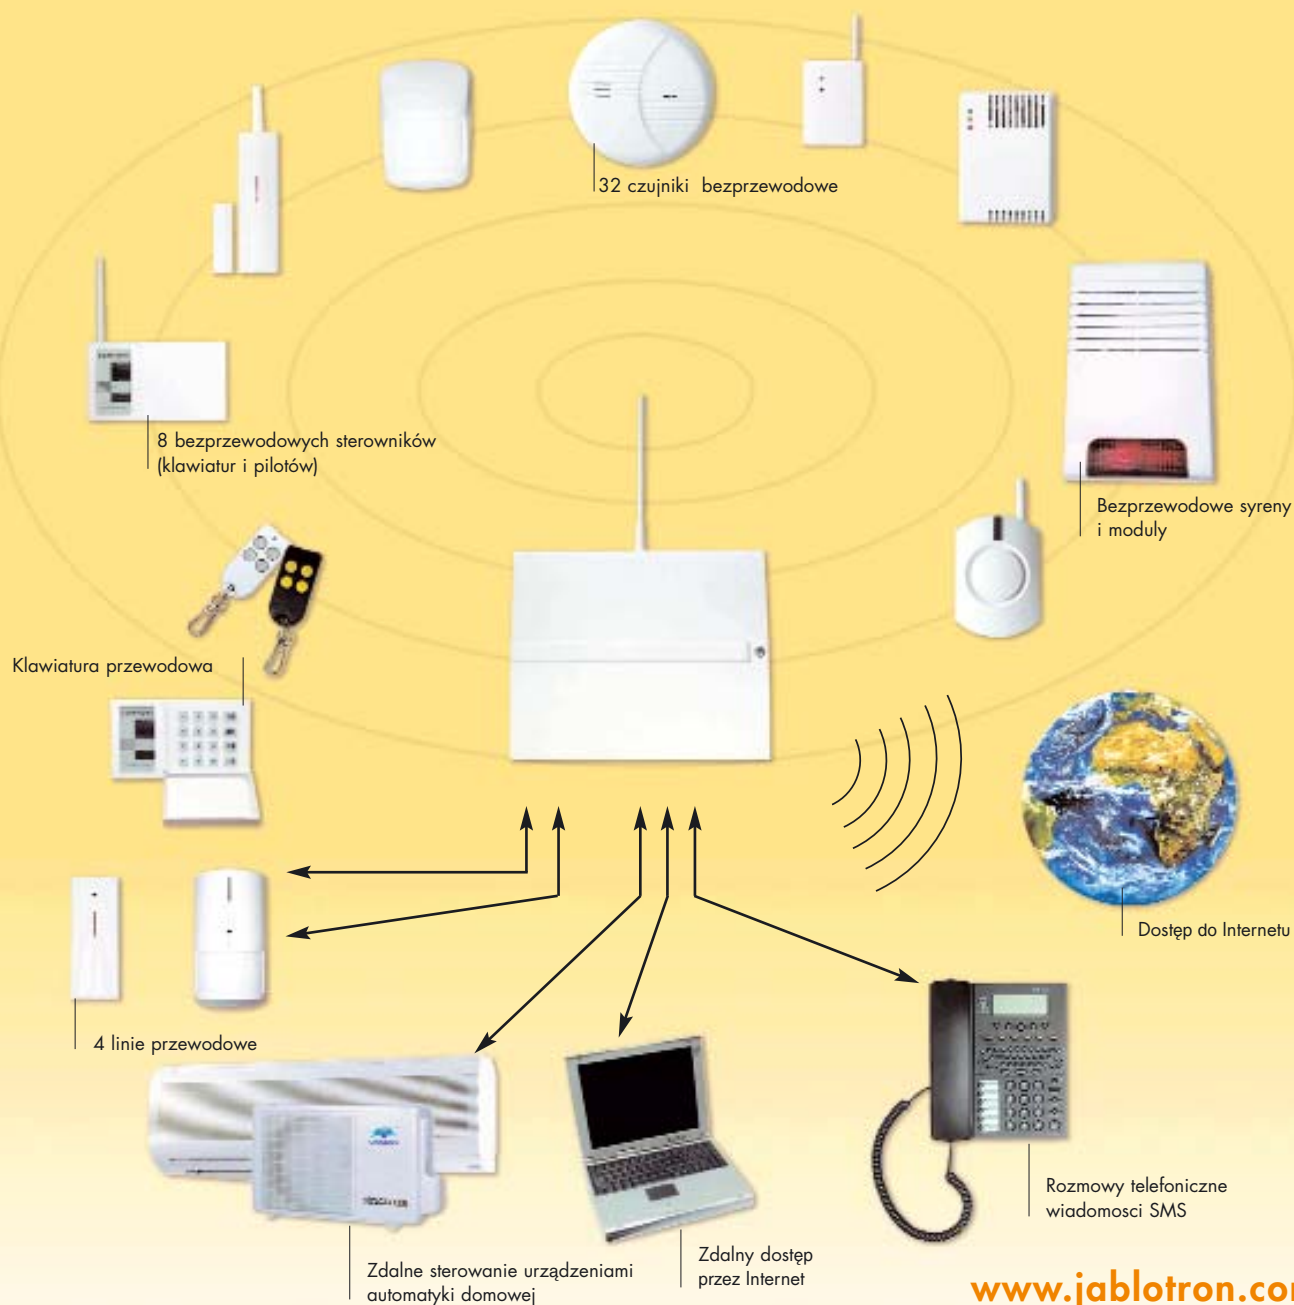 32 czujniki bezprzewodowe
8 bezprzewodowych sterowników
(klawiatur i pilotów)
Bezprzewodowe syreny
i moduly
Klawiatura przewodowa
Dostęp do Internetu
4 linie przewodowe
Rozmowy telefoniczne
wiadomosci SMS
Zdalne sterowanie urządzeniami
automatyki domowej
Zdalny dostęp
przez Internet
www.jablotron.com